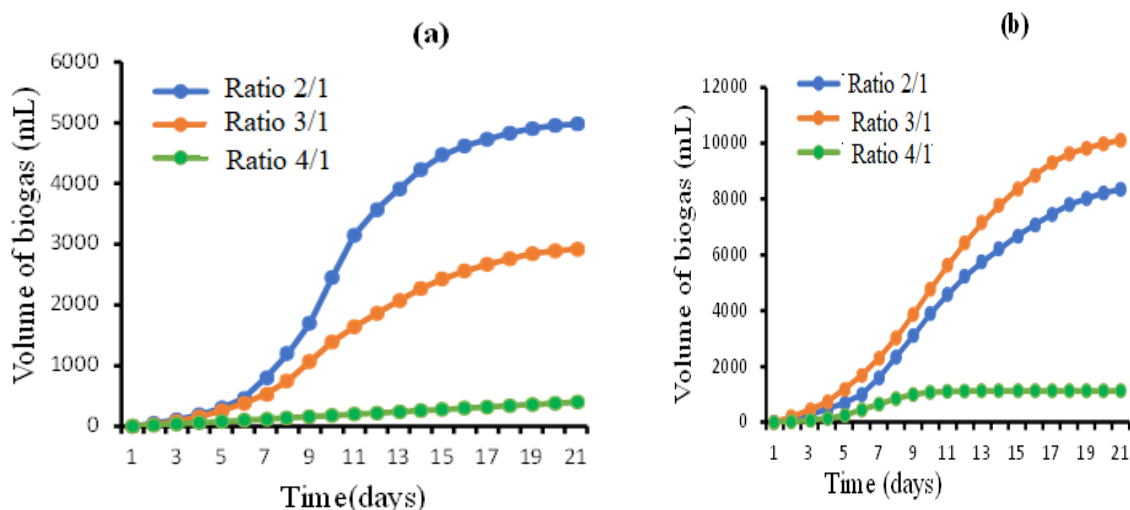 (a)
6000
5000
4000
3000
2000
1000
0
Volume of biogas (mL)
Ratio 2/1
Ratio 3/1
Ratio 4/1
1 3 5 7 9 11 13 15 17 19 21
Time(days)
(b)
12000
10000
8000
6000
4000
2000
0
Volume of biogas (mL)
Ratio 2/1
Ratio 3/1
Ratio 4/1
1 3 5 7 9 11 13 15 17 19 21
Time (days)